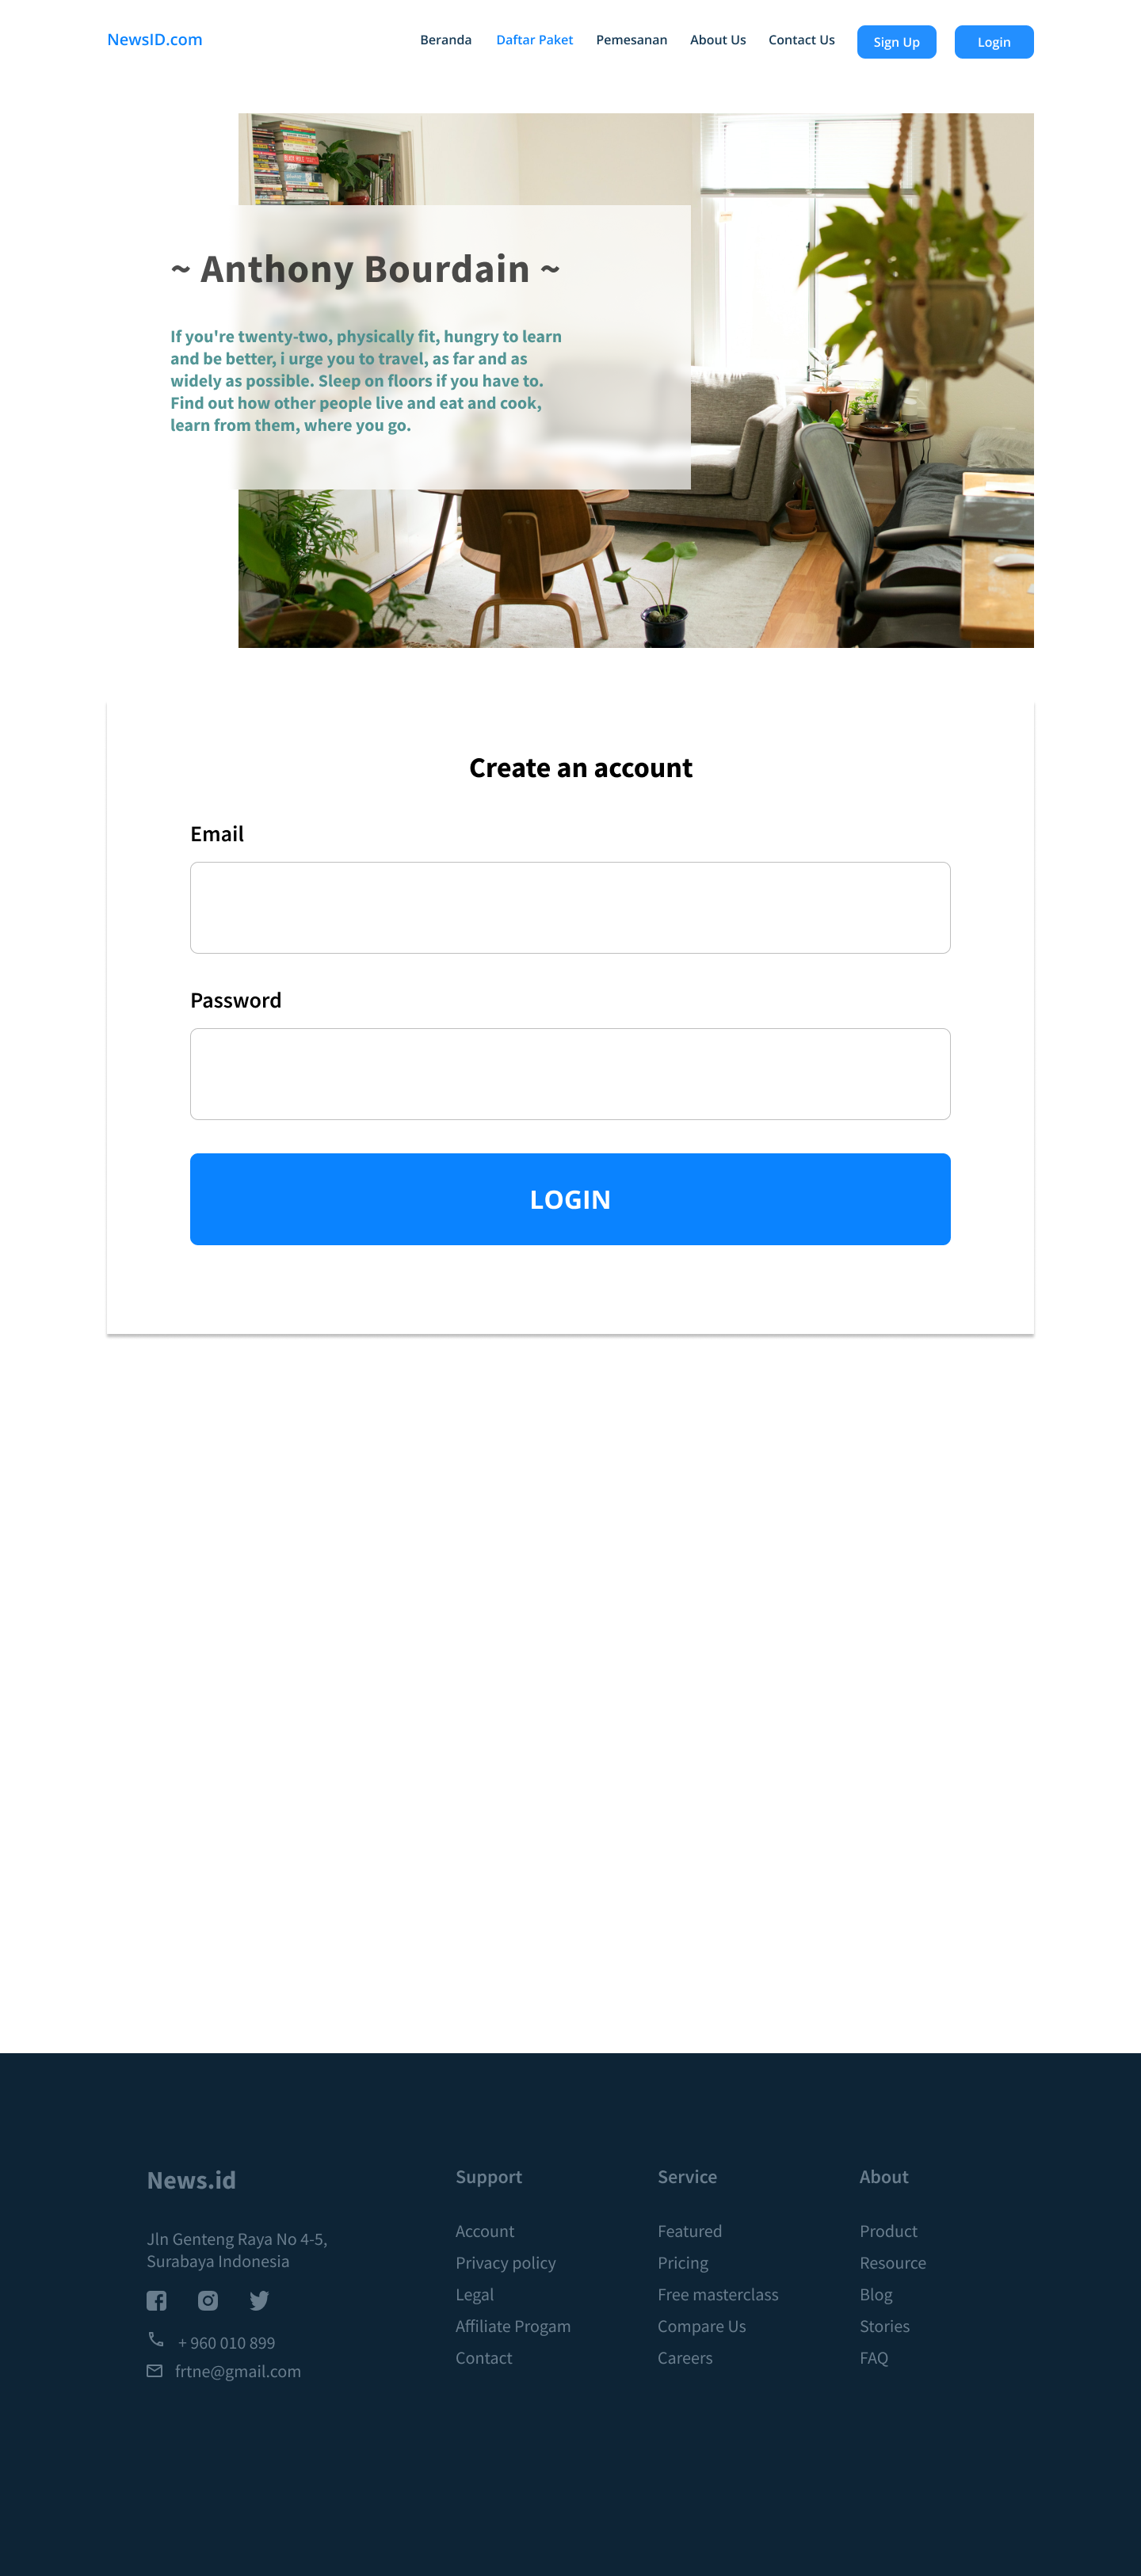 NewsID.com
Beranda
Daftar Paket
Pemesanan
About Us
Contact Us
Sign Up
Login
~ Anthony Bourdain ~
If you're twenty-two, physically fit, hungry to learn
and be better, i urge you to travel, as far and as
widely as possible. Sleep on floors if you have to.
Find out how other people live and eat and cook,
learn from them, where you go.
Create an account
Email
Password
LOGIN
News.id
Jln Genteng Raya No 4-5,
Surabaya Indonesia
+ 960 010 899
frtne@gmail.com
Support
Account
Privacy policy
Legal
Affiliate Progam
Contact
Service
Featured
Pricing
Free masterclass
Compare Us
Careers
About
Product
Resource
Blog
Stories
FAQ